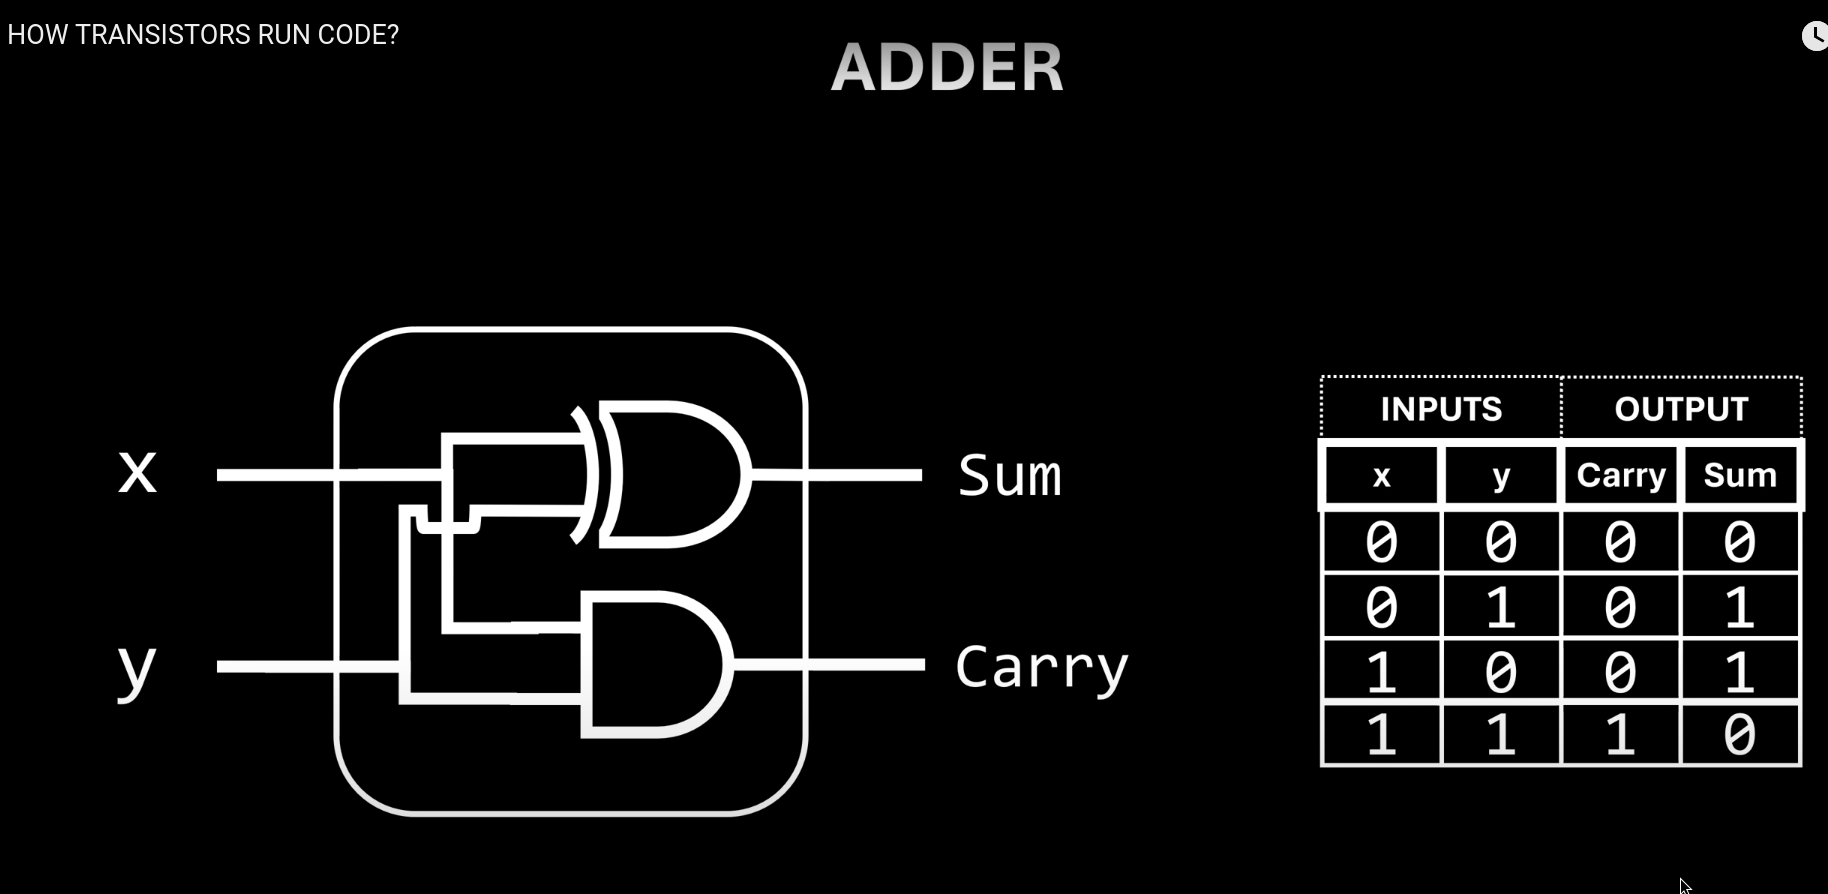 HOW TRANSISTORS RUN CODE?
ADDER
x
Sum
y
Carry
INPUTS OUTPUT
x y Carry Sum
0 0 0 0
0 1 0 1
1 0 0 1
1 1 1 0